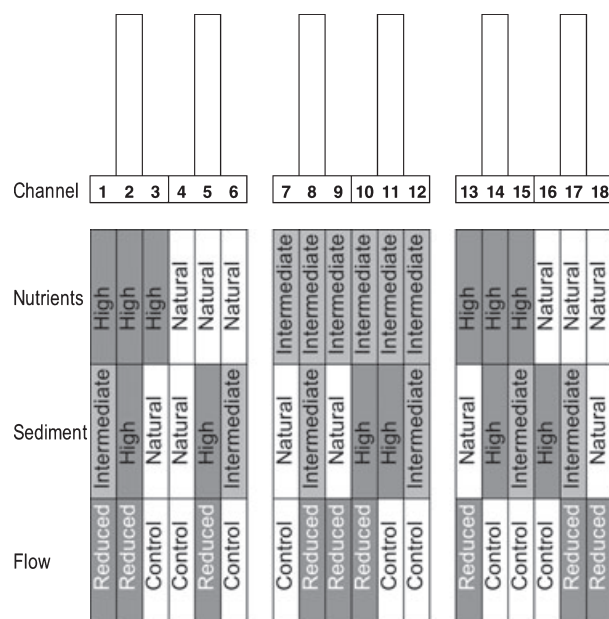 Channel 1 2 3 4 5 6 7 8 9 10 11 12 13 14 15 16 17 18
Nutrients High High High Natural Natural Natural Intermediate Intermediate Intermediate Intermediate Intermediate Intermediate High High High Natural Natural Natural
Sediment Intermediate High Natural Natural High Intermediate Natural Intermediate Natural High High Intermediate Natural High Intermediate High Intermediate Natural
Flow Reduced Reduced Control Control Reduced Control Control Reduced Reduced Reduced Control Control Reduced Control Control Control Reduced Reduced